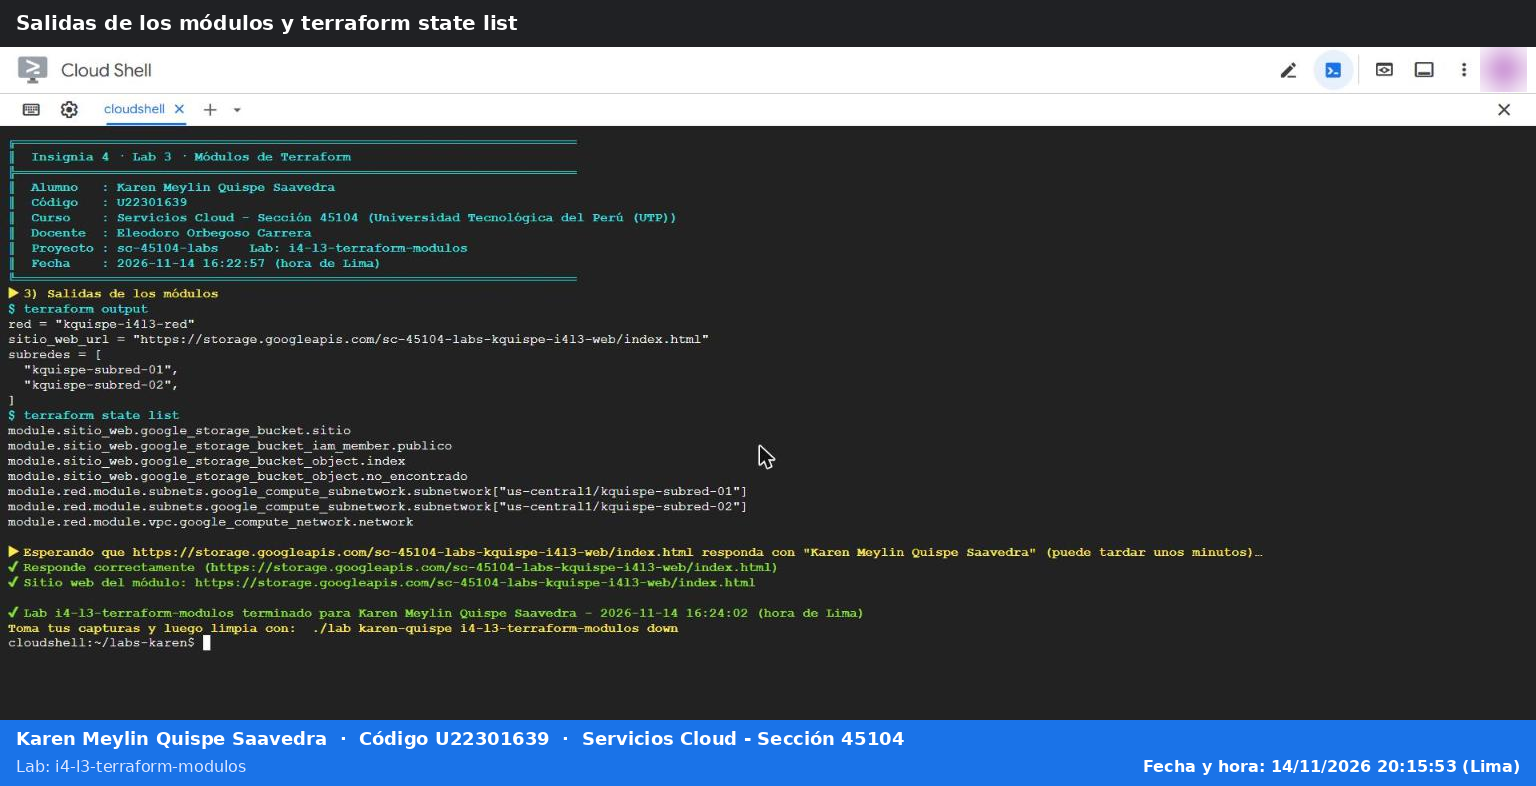 Salidas de los módulos y terraform state list
Cloud Shell
cloudshell
Insignia 4 · Lab 3 · Módulos de Terraform
Alumno : Karen Meylin Quispe Saavedra
Código : U22301639
Curso : Servicios Cloud - Sección 45104 (Universidad Tecnológica del Perú (UTP))
Docente : Eleodoro Orbegoso Carrera
Proyecto : sc-45104-labs Lab: i4-l3-terraform-modulos
Fecha : 2026-11-14 16:22:57 (hora de Lima)
▶ 3) Salidas de los módulos
$ terraform output
red = "kquispe-i4l3-red"
sitio_web_url = "https://storage.googleapis.com/sc-45104-labs-kquispe-i4l3-web/index.html"
subredes = [
"kquispe-subred-01",
"kquispe-subred-02",
]
$ terraform state list
module.sitio_web.google_storage_bucket.sitio
module.sitio_web.google_storage_bucket_iam_member.publico
module.sitio_web.google_storage_bucket_object.index
module.sitio_web.google_storage_bucket_object.no_encontrado
module.red.module.subnets.google_compute_subnetwork.subnetwork["us-central1/kquispe-subred-01"]
module.red.module.subnets.google_compute_subnetwork.subnetwork["us-central1/kquispe-subred-02"]
module.red.module.vpc.google_compute_network.network
▶ Esperando que https://storage.googleapis.com/sc-45104-labs-kquispe-i4l3-web/index.html responda con "Karen Meylin Quispe Saavedra" (puede tardar unos minutos)…
✔ Responde correctamente (https://storage.googleapis.com/sc-45104-labs-kquispe-i4l3-web/index.html)
✔ Sitio web del módulo: https://storage.googleapis.com/sc-45104-labs-kquispe-i4l3-web/index.html
✔ Lab i4-l3-terraform-modulos terminado para Karen Meylin Quispe Saavedra - 2026-11-14 16:24:02 (hora de Lima)
Toma tus capturas y luego limpia con: ./lab karen-quispe i4-l3-terraform-modulos down
cloudshell:~/labs-karen$
Karen Meylin Quispe Saavedra · Código U22301639 · Servicios Cloud - Sección 45104
Lab: i4-l3-terraform-modulos
Fecha y hora: 14/11/2026 20:15:53 (Lima)